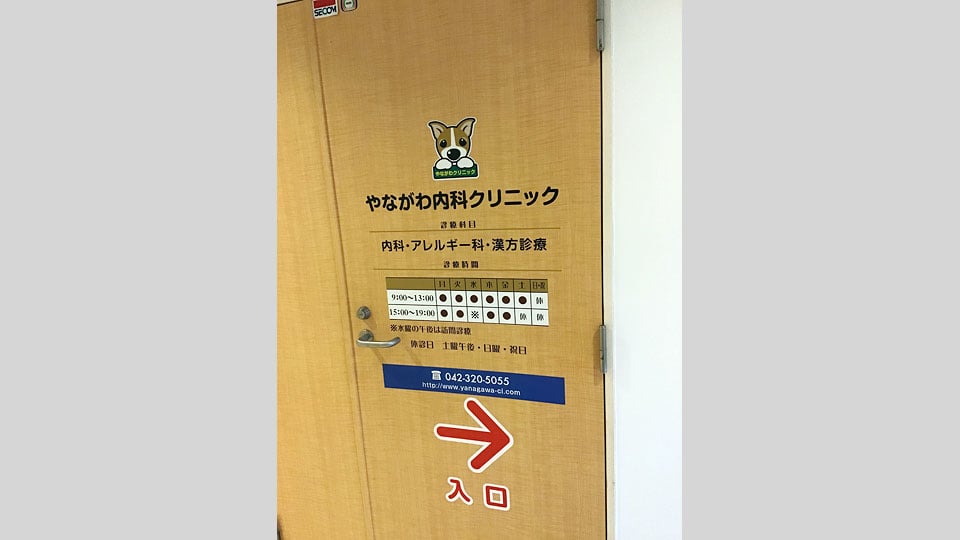 SECOM
やながわクリニック
やながわ内科クリニック
診療科目
内科・アレルギー科・漢方診療
診療時間
月 火 水 木 金 土 日・祝
9:00〜13:00 ● ● ● ● ● ● 休
15:00〜19:00 ● ● ※ ● ● 休 休
※水曜の午後は訪問診療
休診日 土曜午後・日曜・祝日
☎ 042-320-5055
http://www.yanagawa-cl.com
入口